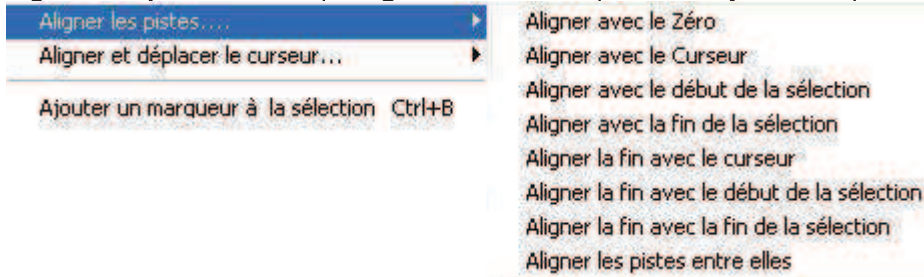 Aligner les pistes....
Aligner et déplacer le curseur...
Ajouter un marqueur à la sélection Ctrl+B
Aligner avec le Zéro
Aligner avec le Curseur
Aligner avec le début de la sélection
Aligner avec la fin de la sélection
Aligner la fin avec le curseur
Aligner la fin avec le début de la sélection
Aligner la fin avec la fin de la sélection
Aligner les pistes entre elles